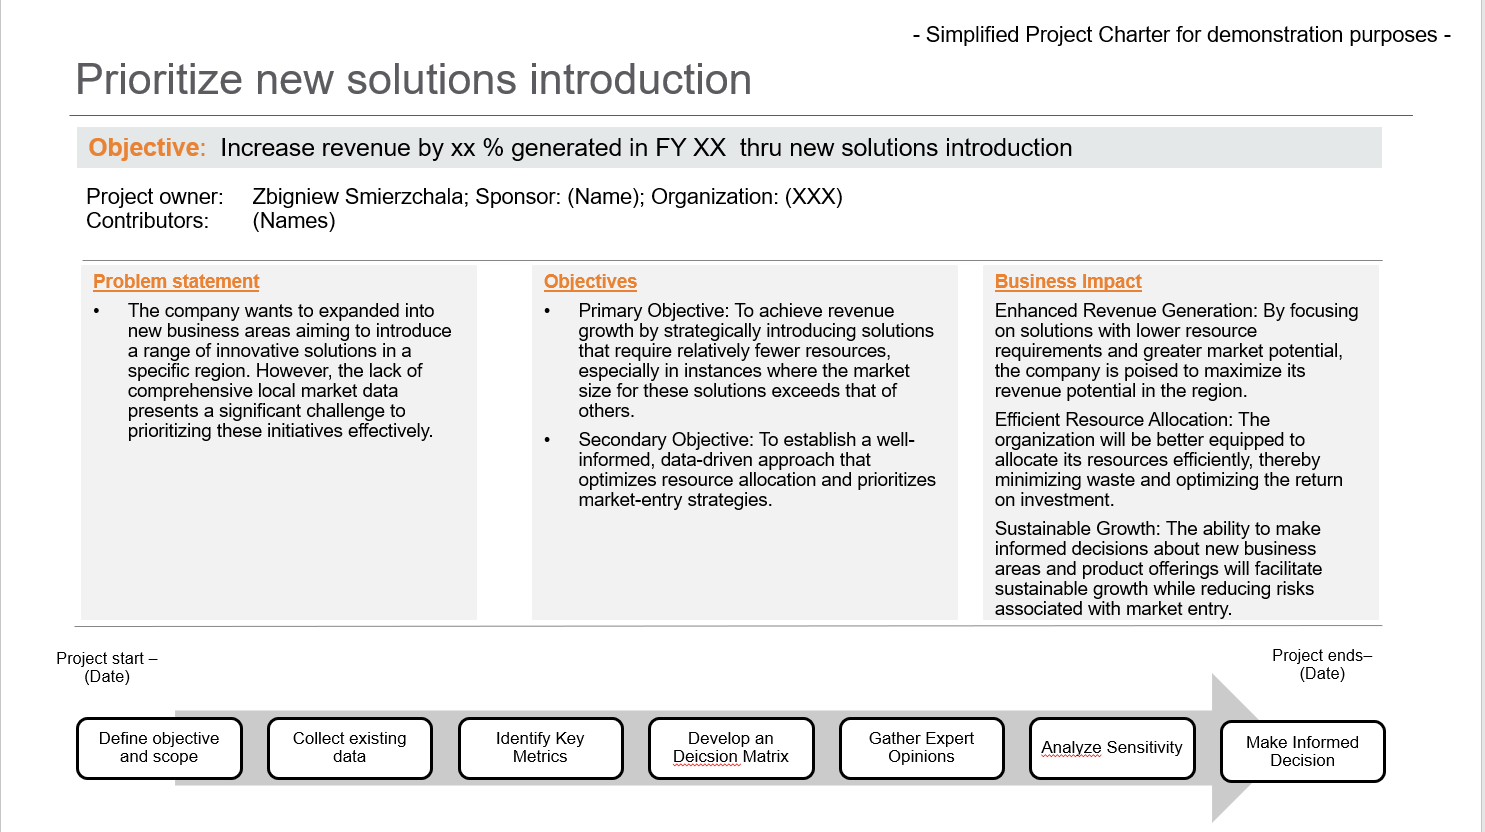 - Simplified Project Charter for demonstration purposes -
Prioritize new solutions introduction
Objective: Increase revenue by xx % generated in FY XX thru new solutions introduction
Project owner: Zbigniew Smierzchala; Sponsor: (Name); Organization: (XXX)
Contributors: (Names)
Problem statement
• The company wants to expanded into
new business areas aiming to introduce
a range of innovative solutions in a
specific region. However, the lack of
comprehensive local market data
presents a significant challenge to
prioritizing these initiatives effectively.
Objectives
• Primary Objective: To achieve revenue
growth by strategically introducing solutions
that require relatively fewer resources,
especially in instances where the market
size for these solutions exceeds that of
others.
• Secondary Objective: To establish a well-
informed, data-driven approach that
optimizes resource allocation and prioritizes
market-entry strategies.
Business Impact
Enhanced Revenue Generation: By focusing
on solutions with lower resource
requirements and greater market potential,
the company is poised to maximize its
revenue potential in the region.
Efficient Resource Allocation: The
organization will be better equipped to
allocate its resources efficiently, thereby
minimizing waste and optimizing the return
on investment.
Sustainable Growth: The ability to make
informed decisions about new business
areas and product offerings will facilitate
sustainable growth while reducing risks
associated with market entry.
Project start –
(Date)
Project ends–
(Date)
Define objective
and scope
Collect existing
data
Identify Key
Metrics
Develop an
Deicsion Matrix
Gather Expert
Opinions
Analyze Sensitivity
Make Informed
Decision